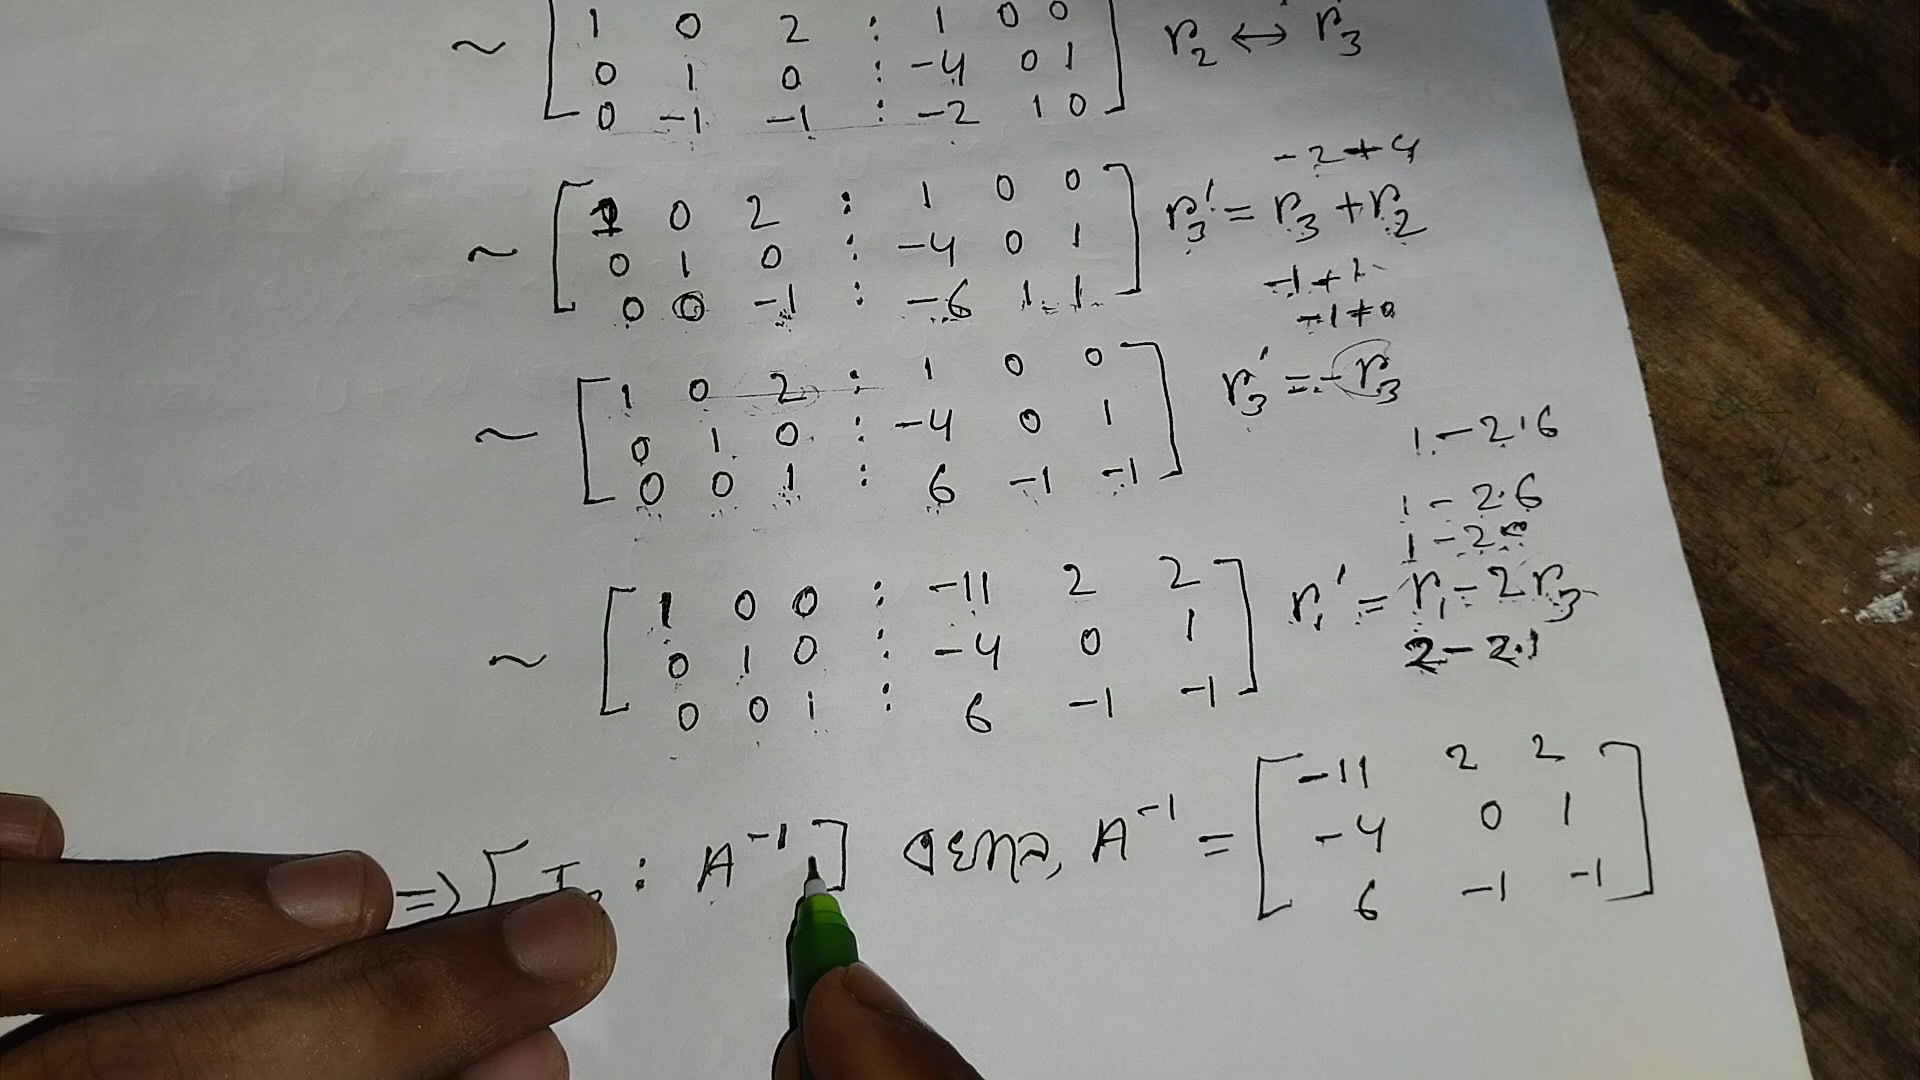 ~ [ 1 0 2 : 1 0 0
0 1 0 : -4 0 1
0 -1 -1 : -2 1 0 ] r₂ ↔ r₃
-2+4
~ [ 1 0 2 : 1 0 0
0 1 0 : -4 0 1
0 0 -1 : -6 1 1 ] r₃' = r₃ + r₂
-1+1
-1+0
~ [ 1 0 2 : 1 0 0
0 1 0 : -4 0 1
0 0 1 : 6 -1 -1 ] r₃' = -r₃
1-2·6
1-2·6
1-2
~ [ 1 0 0 : -11 2 2
0 1 0 : -4 0 1
0 0 1 : 6 -1 -1 ] r₁' = r₁ - 2r₃
2-2·1
=> [ I : A⁻¹ ] A⁻¹ = [ -11 2 2
-4 0 1
6 -1 -1 ]